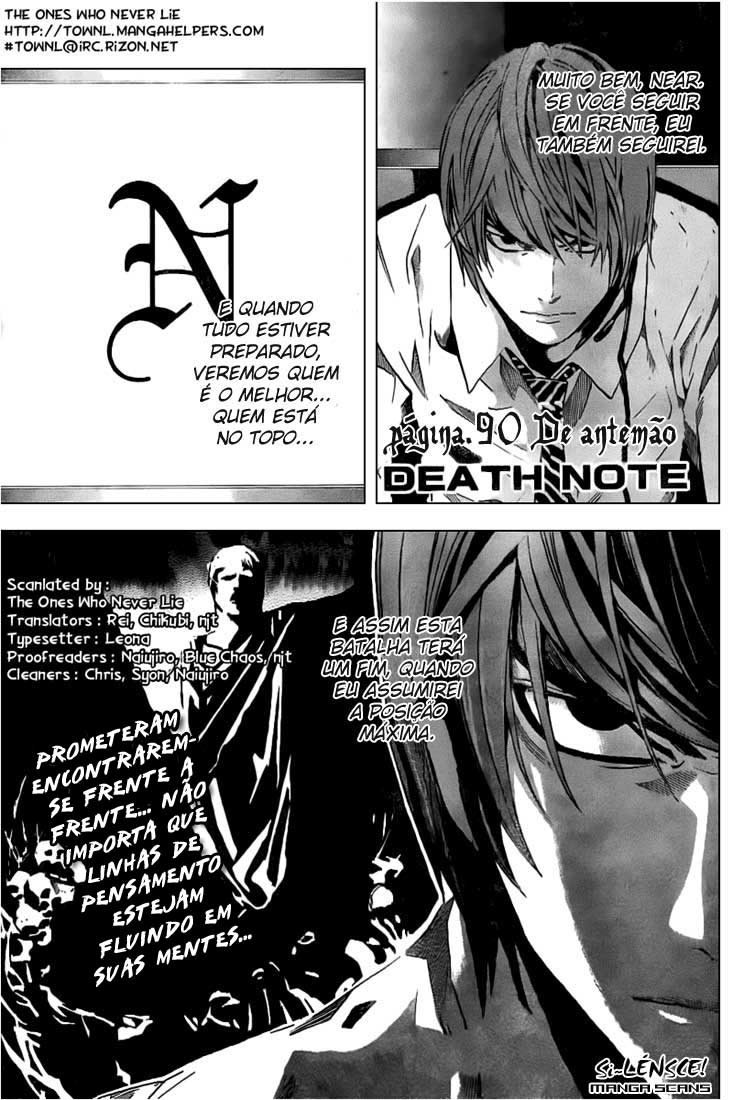 THE ONES WHO NEVER LiE
HTTP://TOWNL.MANGAHELPERS.COM
#TOWNL@iRC.RiZON.NET
MUITO BEM, NEAR.
SE VOCÊ SEGUIR
EM FRENTE, EU
TAMBÉM SEGUIREI.
N
E QUANDO
TUDO ESTIVER
PREPARADO,
VEREMOS QUEM
É O MELHOR...
QUEM ESTÁ
NO TOPO...
página.90 De antemão
DEATH NOTE
Scanlated by :
The Ones Who Never Lie
Translators : Rei, Chikubi, njt
Typesetter : Leona
Proofreaders : Naiujiro, Blue Chaos, njt
Cleaners : Chris, Syon, Naiujiro
E ASSIM ESTA
BATALHA TERÁ
UM FIM, QUANDO
EU ASSUMIREI
A POSIÇÃO
MÁXIMA.
PROMETERAM
ENCONTRAREM-
SE FRENTE A
FRENTE... NÃO
IMPORTA QUE
LINHAS DE
PENSAMENTO
ESTEJAM
FLUINDO EM
SUAS MENTES...
Si~LÉNSCE!
MANGA SCANS